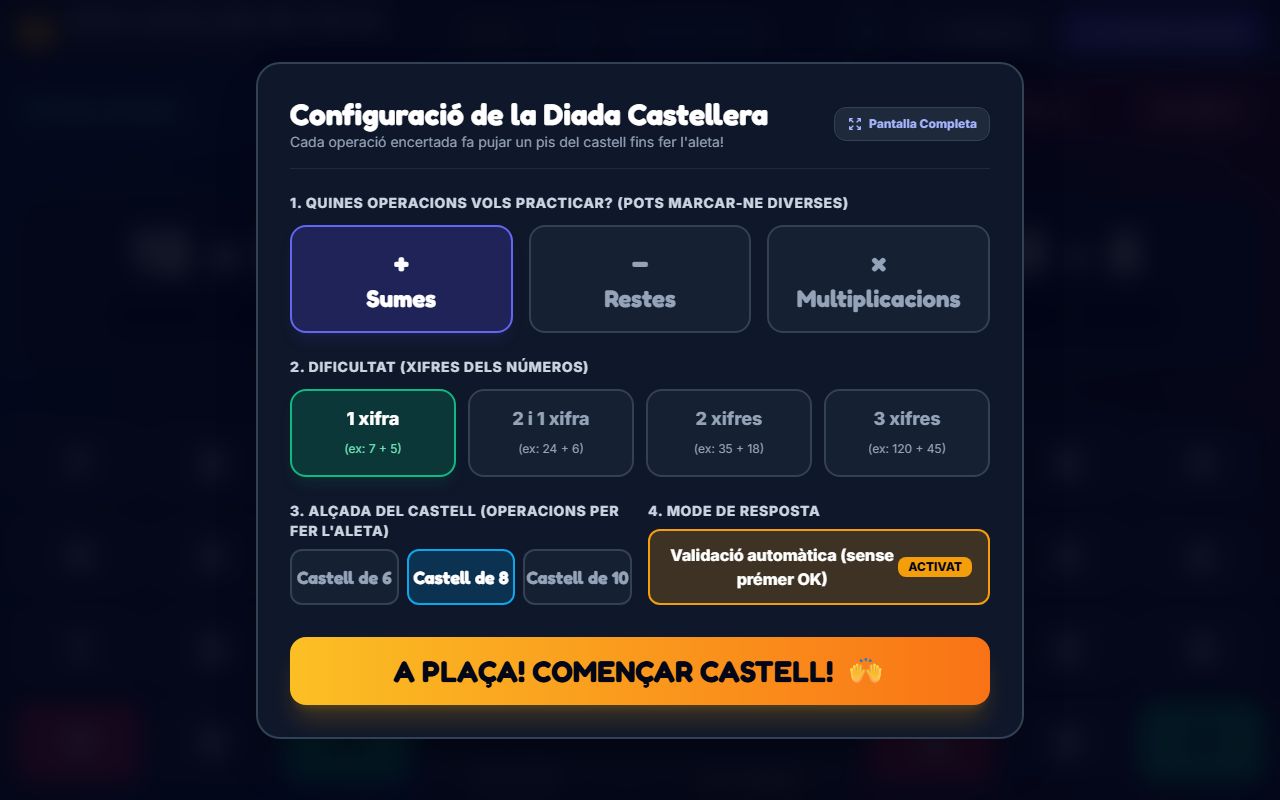 Configuració de la Diada Castellera
Cada operació encertada fa pujar un pis del castell fins fer l'aleta!
Pantalla Completa
1. QUINES OPERACIONS VOLS PRACTICAR? (POTS MARCAR-NE DIVERSES)
+
Sumes
−
Restes
×
Multiplicacions
2. DIFICULTAT (XIFRES DELS NÚMEROS)
1 xifra
(ex: 7 + 5)
2 i 1 xifra
(ex: 24 + 6)
2 xifres
(ex: 35 + 18)
3 xifres
(ex: 120 + 45)
3. ALÇADA DEL CASTELL (OPERACIONS PER
FER L'ALETA)
Castell de 6
Castell de 8
Castell de 10
4. MODE DE RESPOSTA
Validació automàtica (sense
prémer OK)
ACTIVAT
A PLAÇA! COMENÇAR CASTELL! 🙌